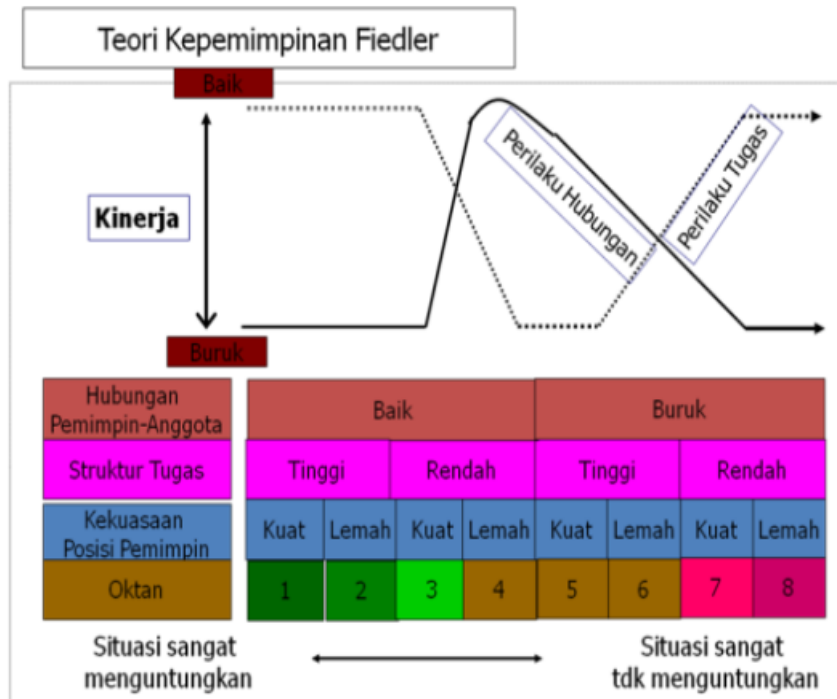 Teori Kepemimpinan Fiedler
Baik
Kinerja
Buruk
Perilaku Hubungan
Perilaku Tugas
Hubungan
Pemimpin-Anggota
Baik
Buruk
Struktur Tugas
Tinggi
Rendah
Tinggi
Rendah
Kekuasaan
Posisi Pemimpin
Kuat
Lemah
Kuat
Lemah
Kuat
Lemah
Kuat
Lemah
Oktan
1
2
3
4
5
6
7
8
Situasi sangat
menguntungkan
Situasi sangat
tdk menguntungkan